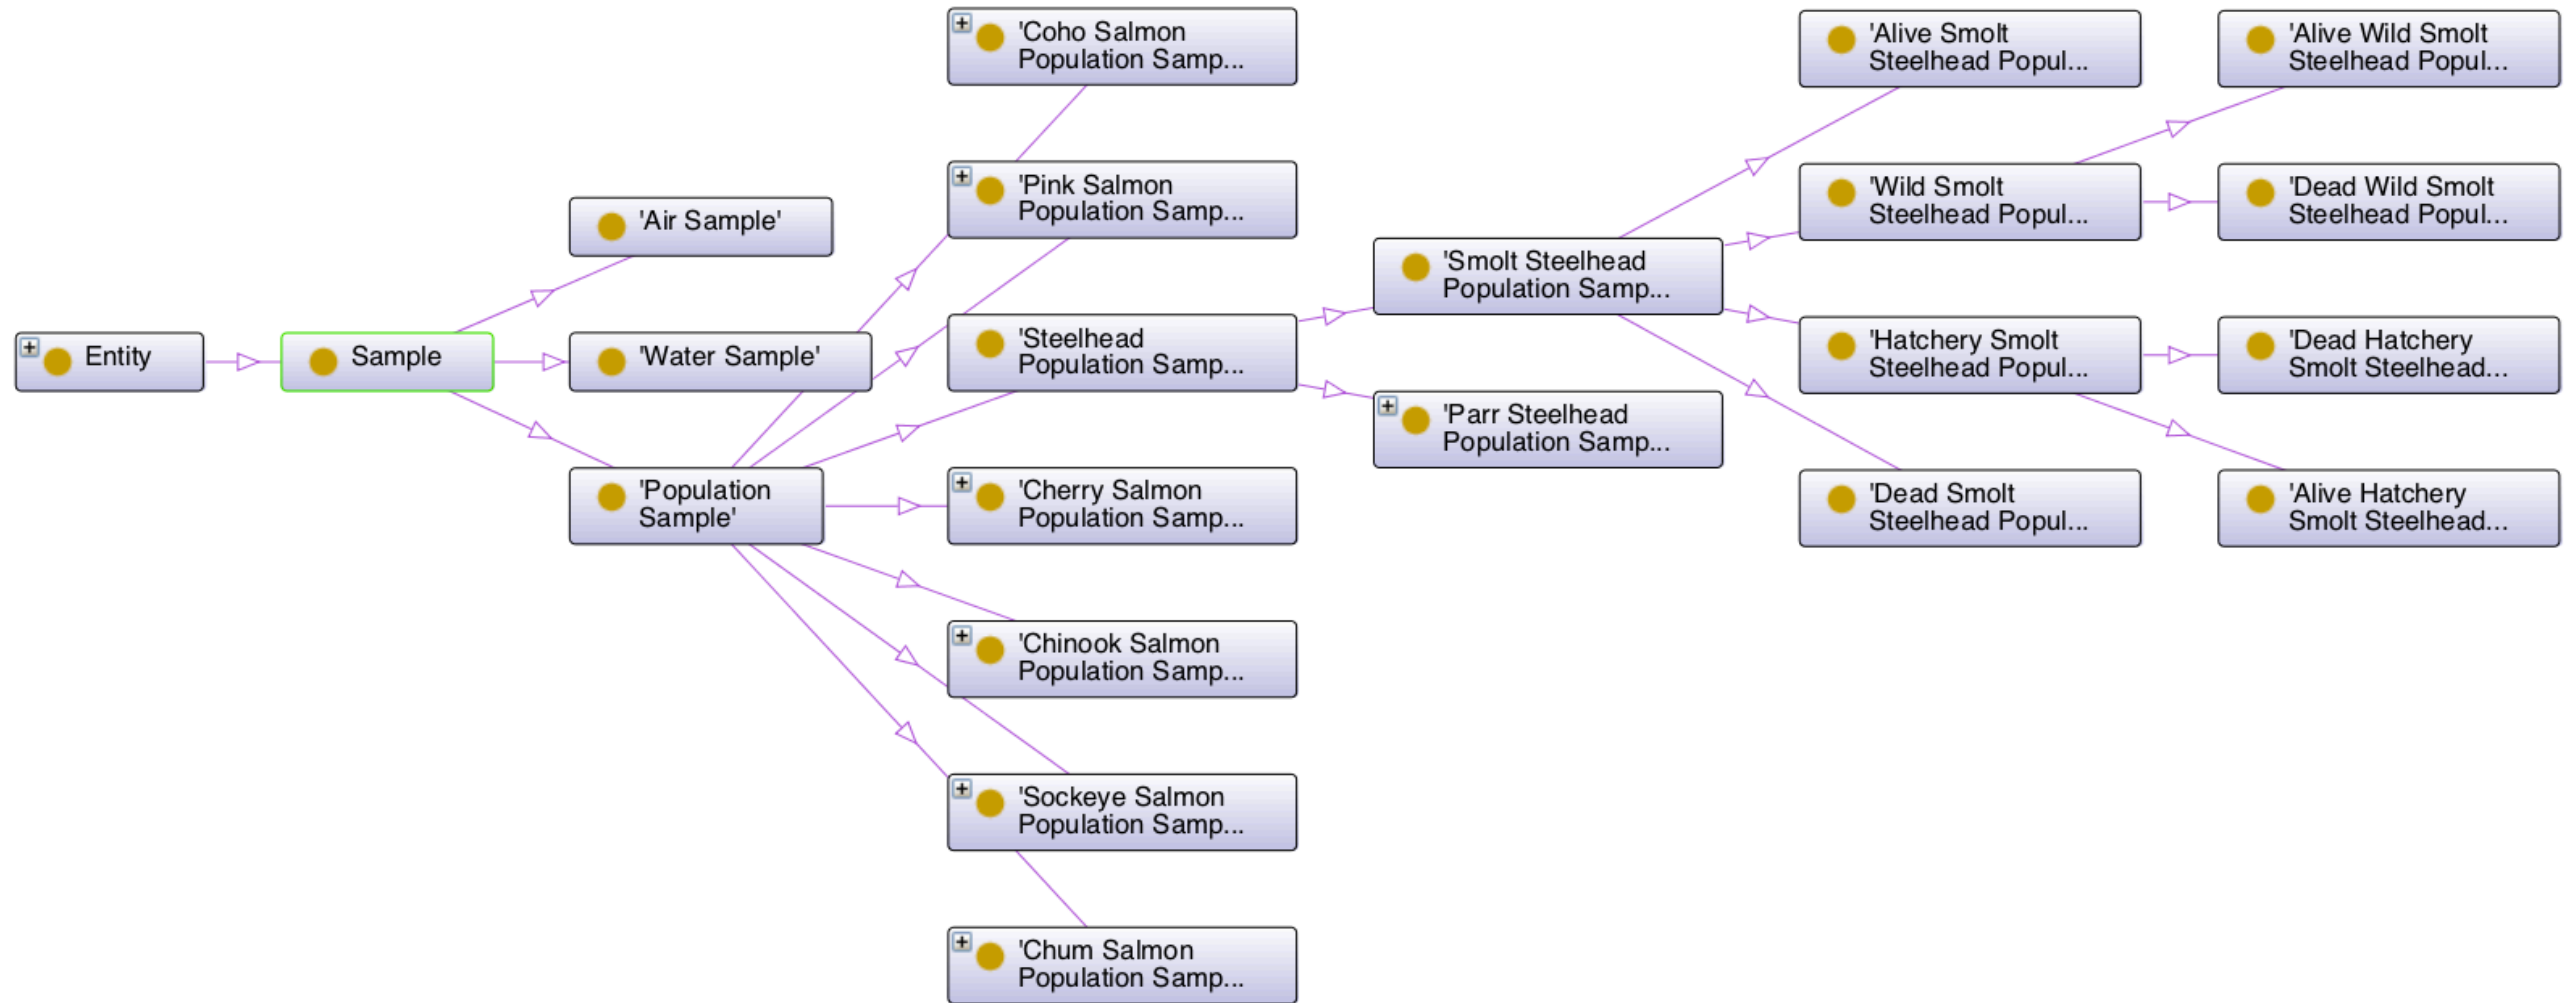 Entity
Sample
'Air Sample'
'Water Sample'
'Population
Sample'
'Coho Salmon
Population Samp...
'Pink Salmon
Population Samp...
'Steelhead
Population Samp...
'Cherry Salmon
Population Samp...
'Chinook Salmon
Population Samp...
'Sockeye Salmon
Population Samp...
'Chum Salmon
Population Samp...
'Smolt Steelhead
Population Samp...
'Parr Steelhead
Population Samp...
'Alive Smolt
Steelhead Popul...
'Wild Smolt
Steelhead Popul...
'Hatchery Smolt
Steelhead Popul...
'Dead Smolt
Steelhead Popul...
'Alive Wild Smolt
Steelhead Popul...
'Dead Wild Smolt
Steelhead Popul...
'Dead Hatchery
Smolt Steelhead...
'Alive Hatchery
Smolt Steelhead...